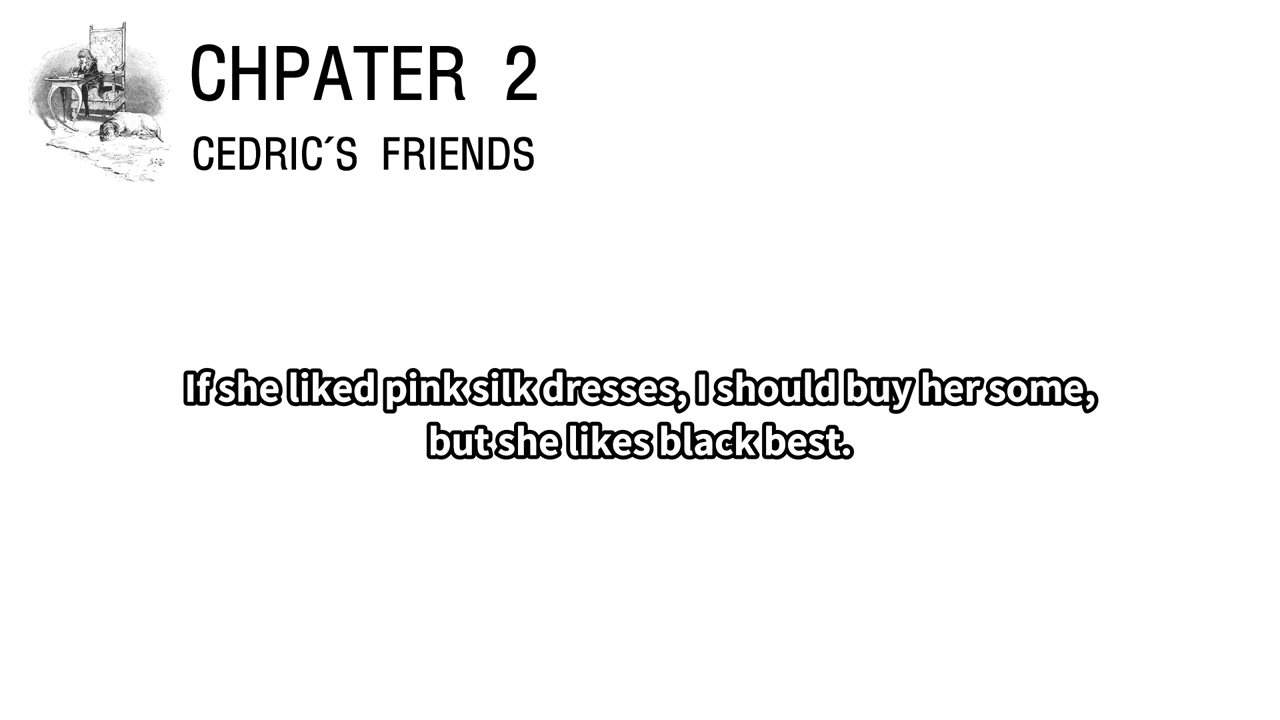 CHPATER 2
CEDRIC´S FRIENDS
If she liked pink silk dresses, I should buy her some,
but she likes black best.